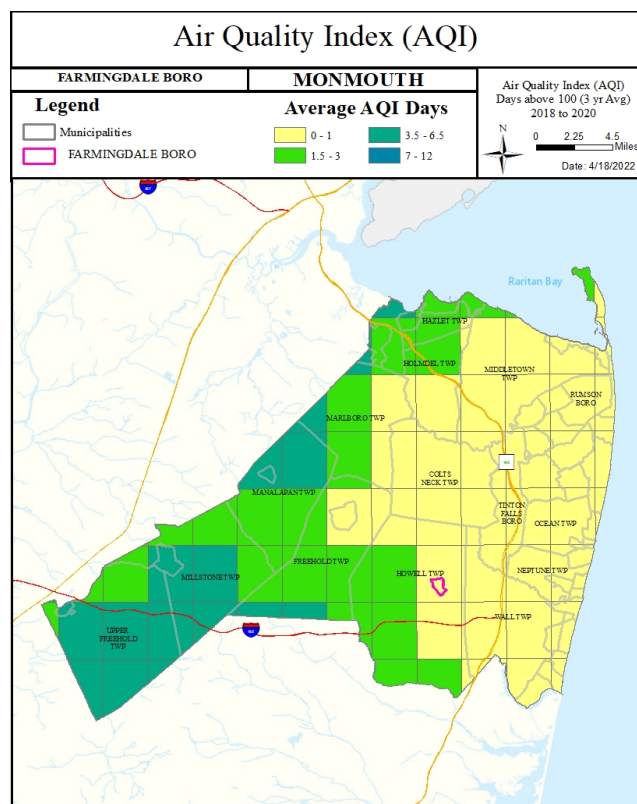 Air Quality Index (AQI)
FARMINGDALE BORO
MONMOUTH
Legend
Municipalities
FARMINGDALE BORO
Average AQI Days
0 - 1
3.5 - 6.5
1.5 - 3
7 - 12
Air Quality Index (AQI)
Days above 100 (3 yr Avg)
2018 to 2020
N
0 2.25 4.5
Miles
Date: 4/18/2022
Raritan Bay
HAZLET TWP
HOLMDEL TWP
MIDDLETOWN
TWP
RUMSON
BORO
MARLBORO TWP
COLTS
NECK TWP
MANALAPAN TWP
TINTON
FALLS
BORO
OCEAN TWP
FREEHOLD TWP
HOWELL TWP
NEPTUNE TWP
MILLSTONE TWP
WALL TWP
UPPER
FREEHOLD
TWP